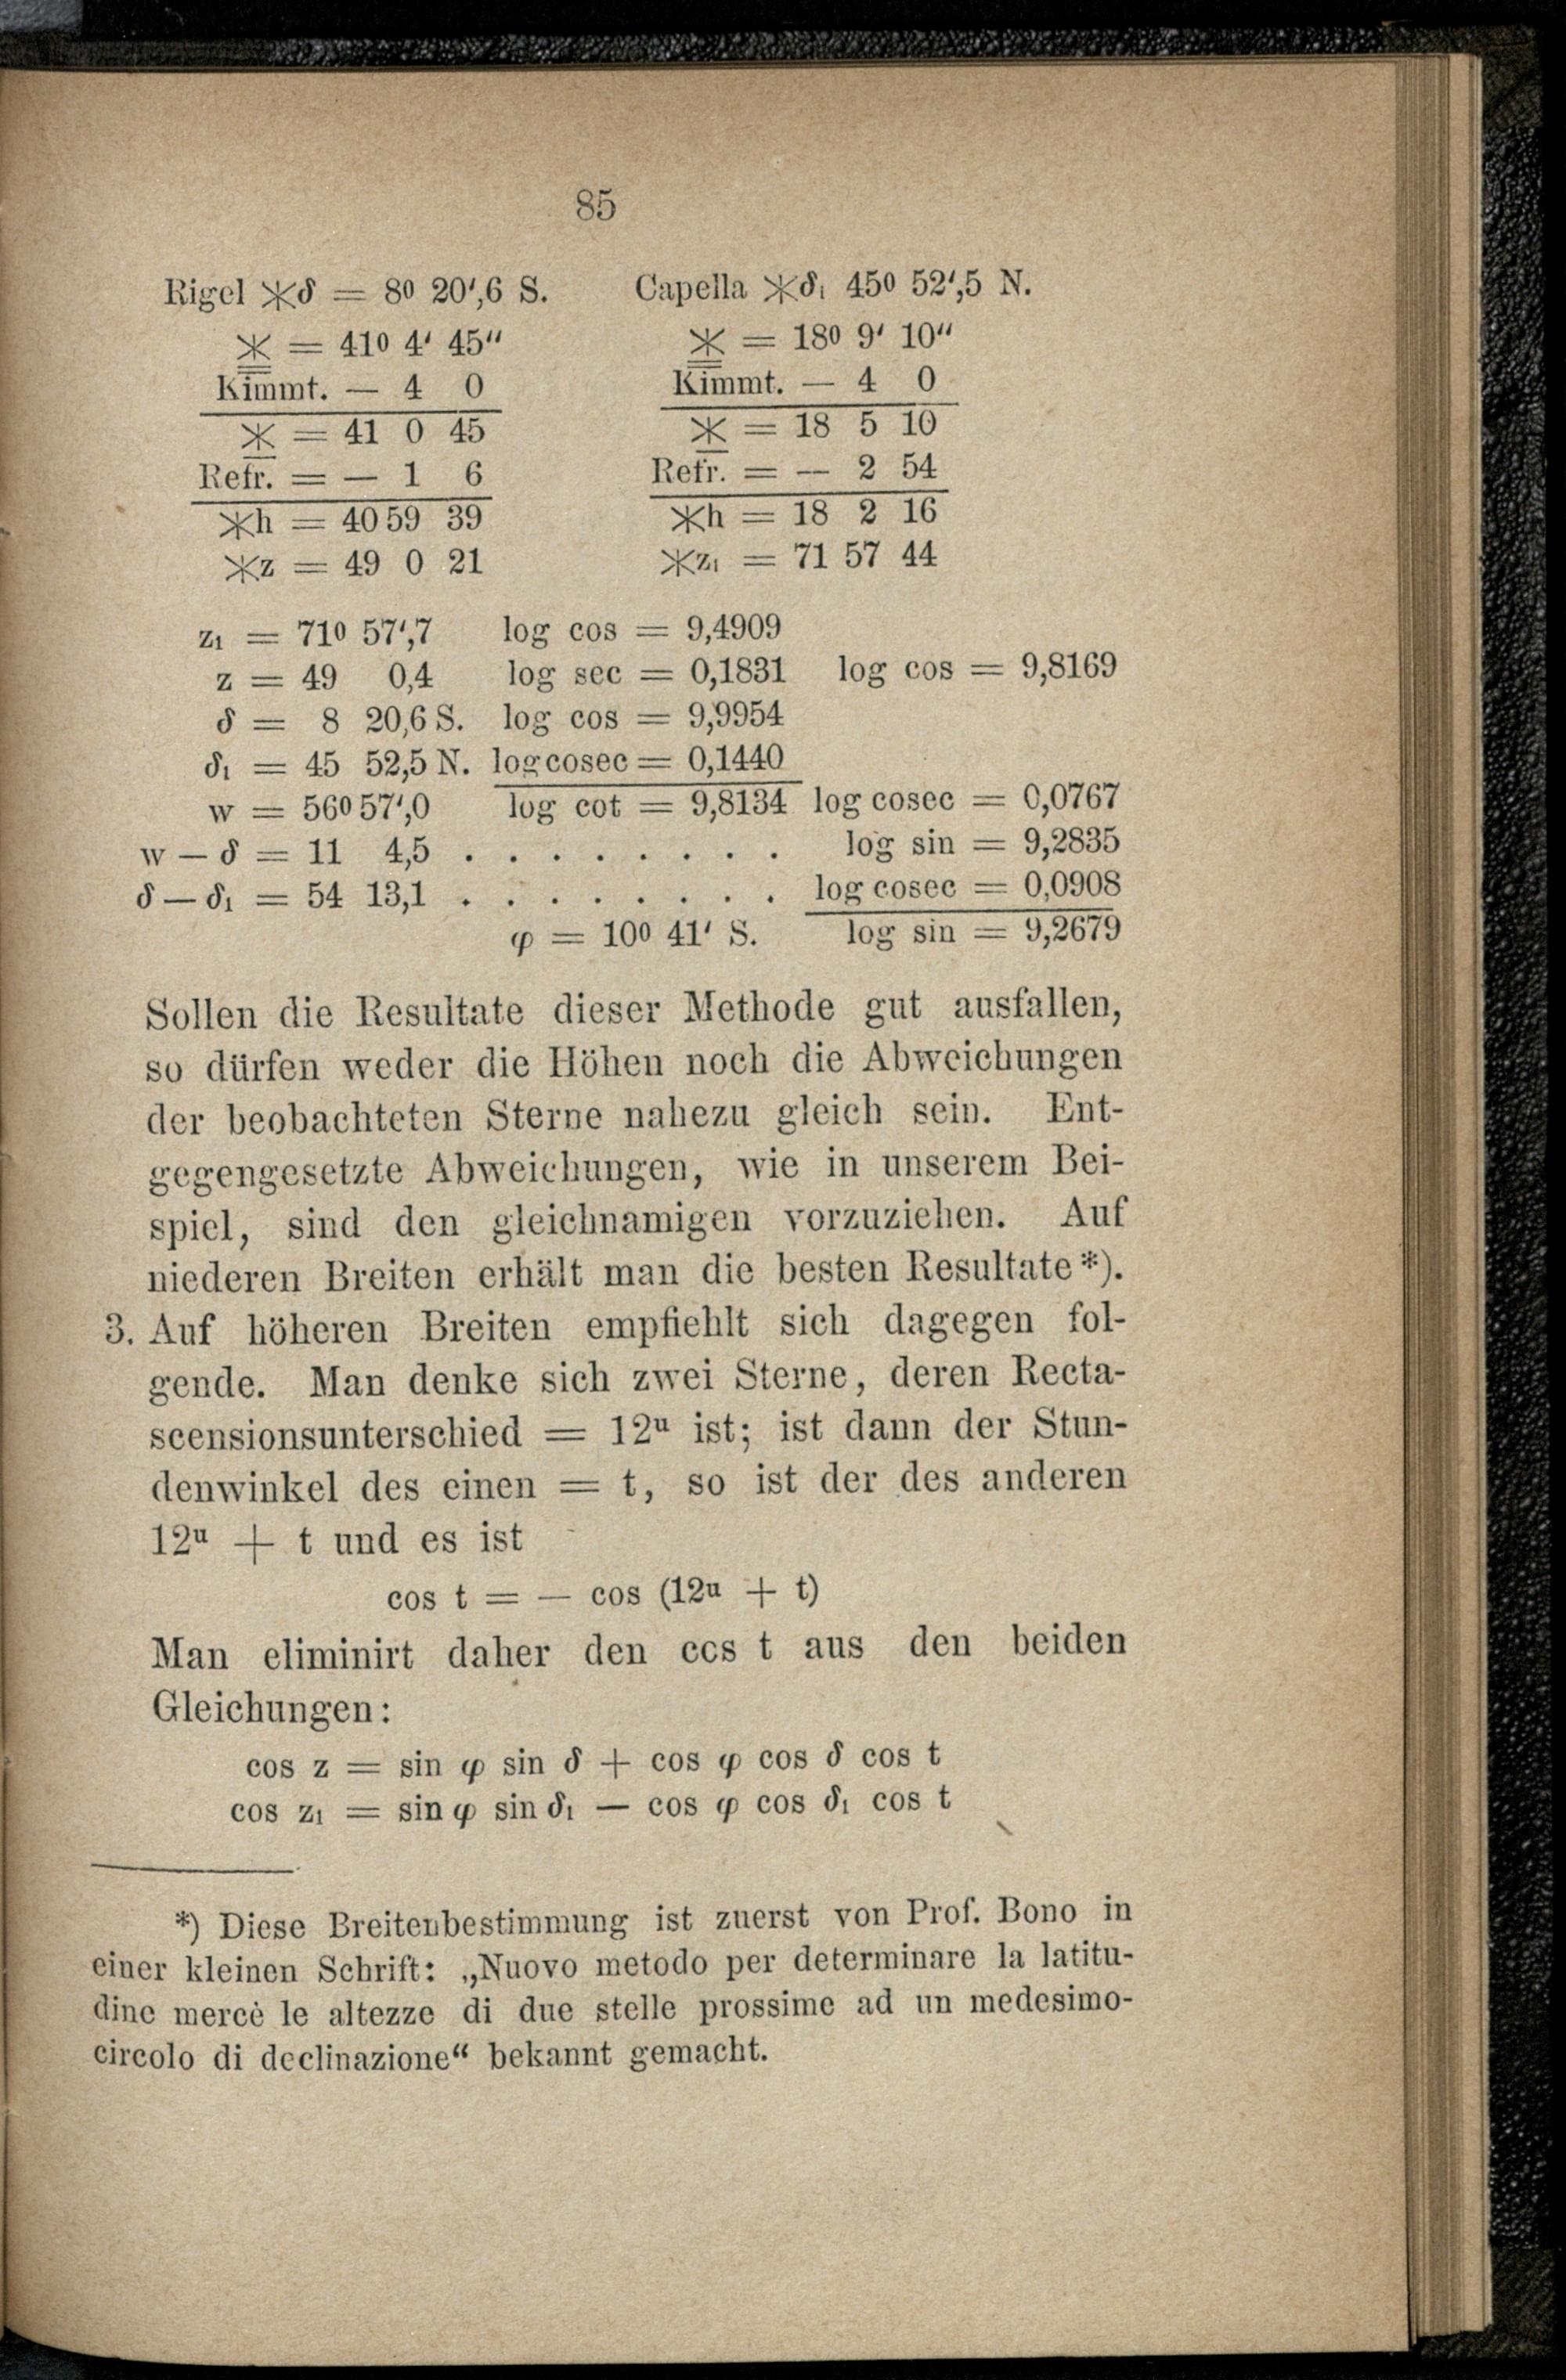 85
Rigel ✳δ = 8⁰ 20′,6 S. Capella ✳δ₁ 45⁰ 52′,5 N.
✳ = 41⁰ 4′ 45″ ✳ = 18⁰ 9′ 10″
Kimmt. — 4 0 Kimmt. — 4 0
✳ = 41 0 45 ✳ = 18 5 10
Refr. = — 1 6 Refr. = — 2 54
✳h = 40 59 39 ✳h = 18 2 16
✳z = 49 0 21 ✳z₁ = 71 57 44
z₁ = 71⁰ 57′,7 log cos = 9,4909
z = 49 0,4 log sec = 0,1831 log cos = 9,8169
δ = 8 20,6 S. log cos = 9,9954
δ₁ = 45 52,5 N. log cosec = 0,1440
w = 56⁰ 57′,0 log cot = 9,8134 log cosec = 0,0767
w — δ = 11 4,5 . . . . . . . . log sin = 9,2835
δ — δ₁ = 54 13,1 . . . . . . . . log cosec = 0,0908
φ = 10⁰ 41′ S. log sin = 9,2679
Sollen die Resultate dieser Methode gut ausfallen,
so dürfen weder die Höhen noch die Abweichungen
der beobachteten Sterne nahezu gleich sein. Ent-
gegengesetzte Abweichungen, wie in unserem Bei-
spiel, sind den gleichnamigen vorzuziehen. Auf
niederen Breiten erhält man die besten Resultate*).
3. Auf höheren Breiten empfiehlt sich dagegen fol-
gende. Man denke sich zwei Sterne, deren Recta-
scensionsunterschied = 12ᵘ ist; ist dann der Stun-
denwinkel des einen = t, so ist der des anderen
12ᵘ + t und es ist
cos t = — cos (12ᵘ + t)
Man eliminirt daher den ccs t aus den beiden
Gleichungen:
cos z = sin φ sin δ + cos φ cos δ cos t
cos z₁ = sin φ sin δ₁ — cos φ cos δ₁ cos t
*) Diese Breitenbestimmung ist zuerst von Prof. Bono in
einer kleinen Schrift: „Nuovo metodo per determinare la latitu-
dine mercè le altezze di due stelle prossime ad un medesimo-
circolo di declinazione“ bekannt gemacht.